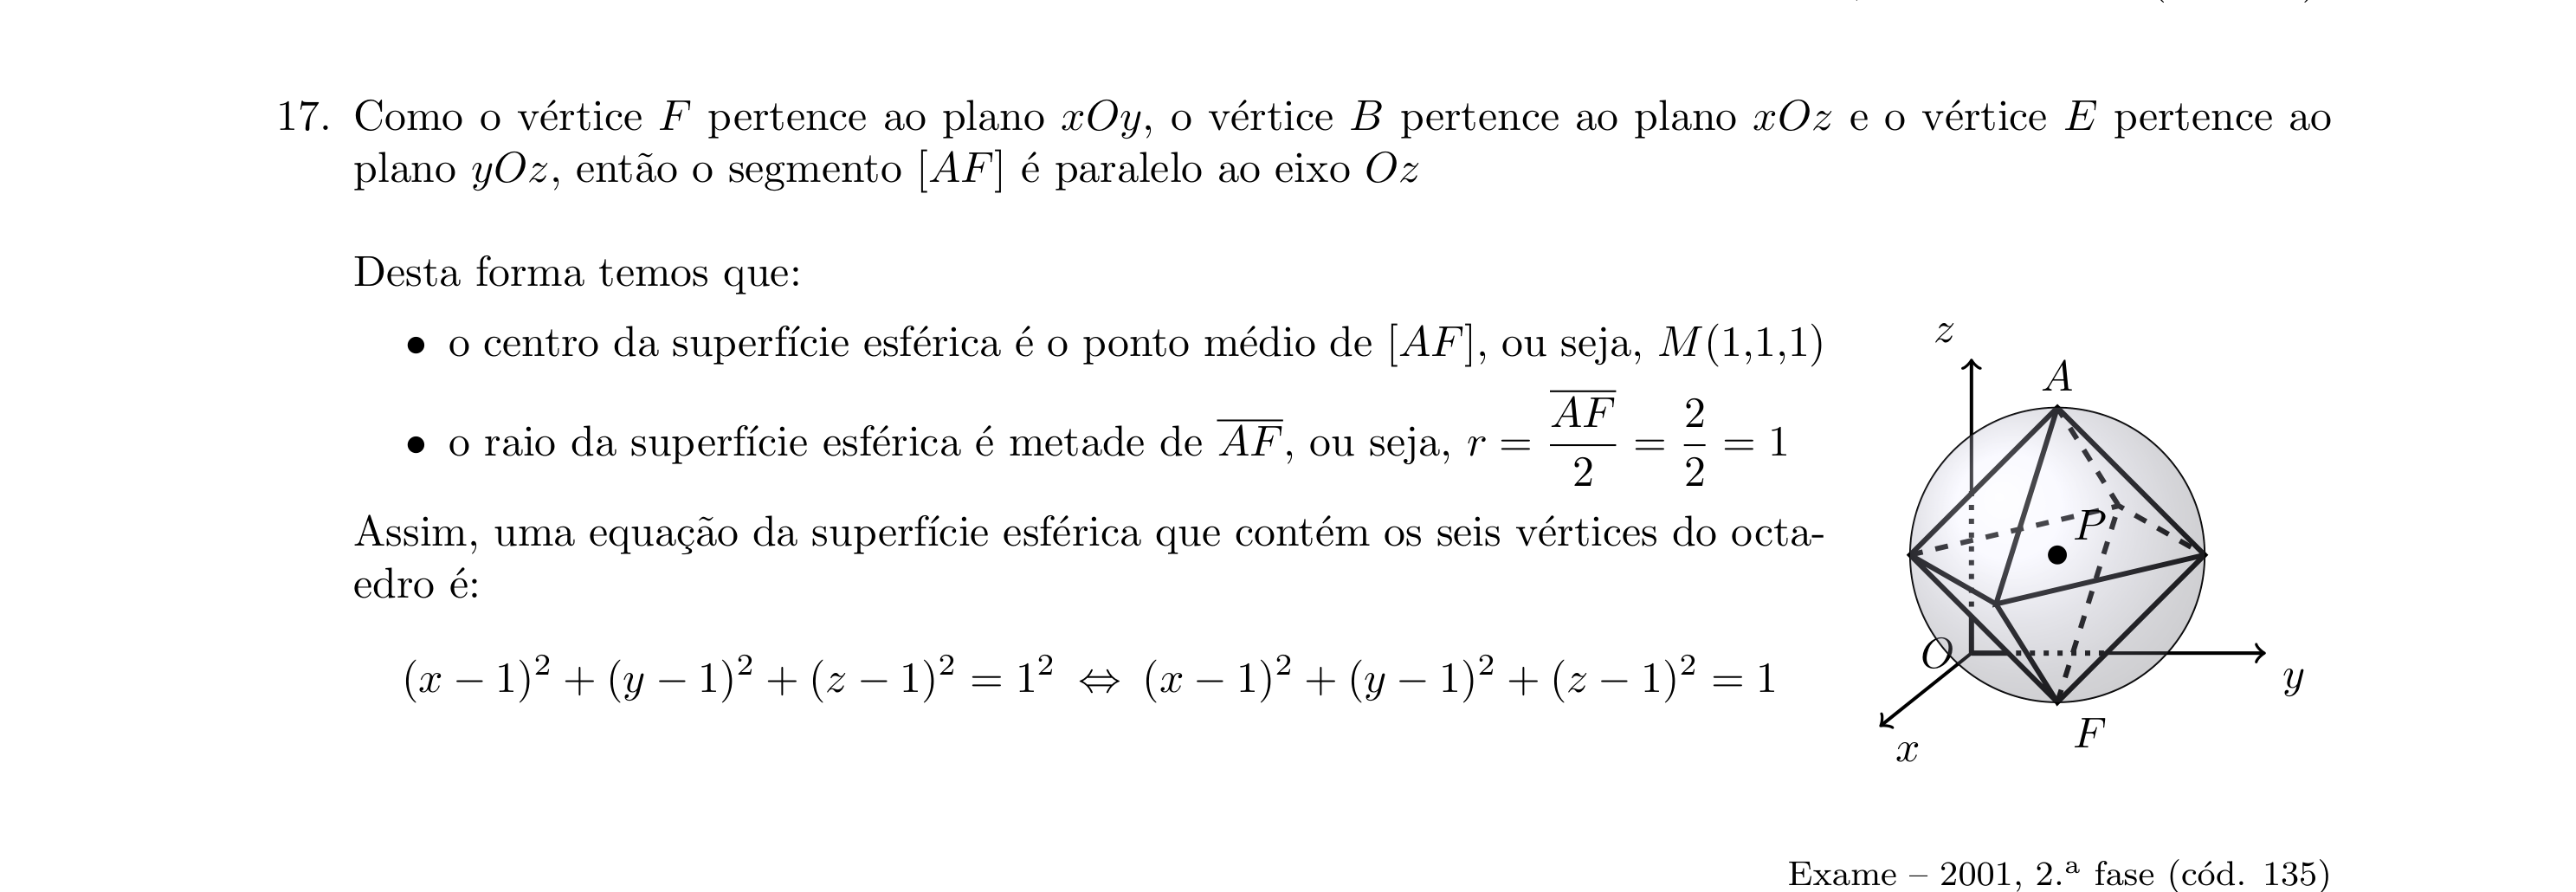 17. Como o vértice F pertence ao plano xOy, o vértice B pertence ao plano xOz e o vértice E pertence ao
plano yOz, então o segmento [AF] é paralelo ao eixo Oz
Desta forma temos que:
• o centro da superfície esférica é o ponto médio de [AF], ou seja, M(1,1,1)
• o raio da superfície esférica é metade de \overline{AF}, ou seja, r = \frac{\overline{AF}}{2} = \frac{2}{2} = 1
Assim, uma equação da superfície esférica que contém os seis vértices do octa-
edro é:
(x − 1)² + (y − 1)² + (z − 1)² = 1² ⇔ (x − 1)² + (y − 1)² + (z − 1)² = 1
z
A
P
O
y
F
x
Exame – 2001, 2.ª fase (cód. 135)